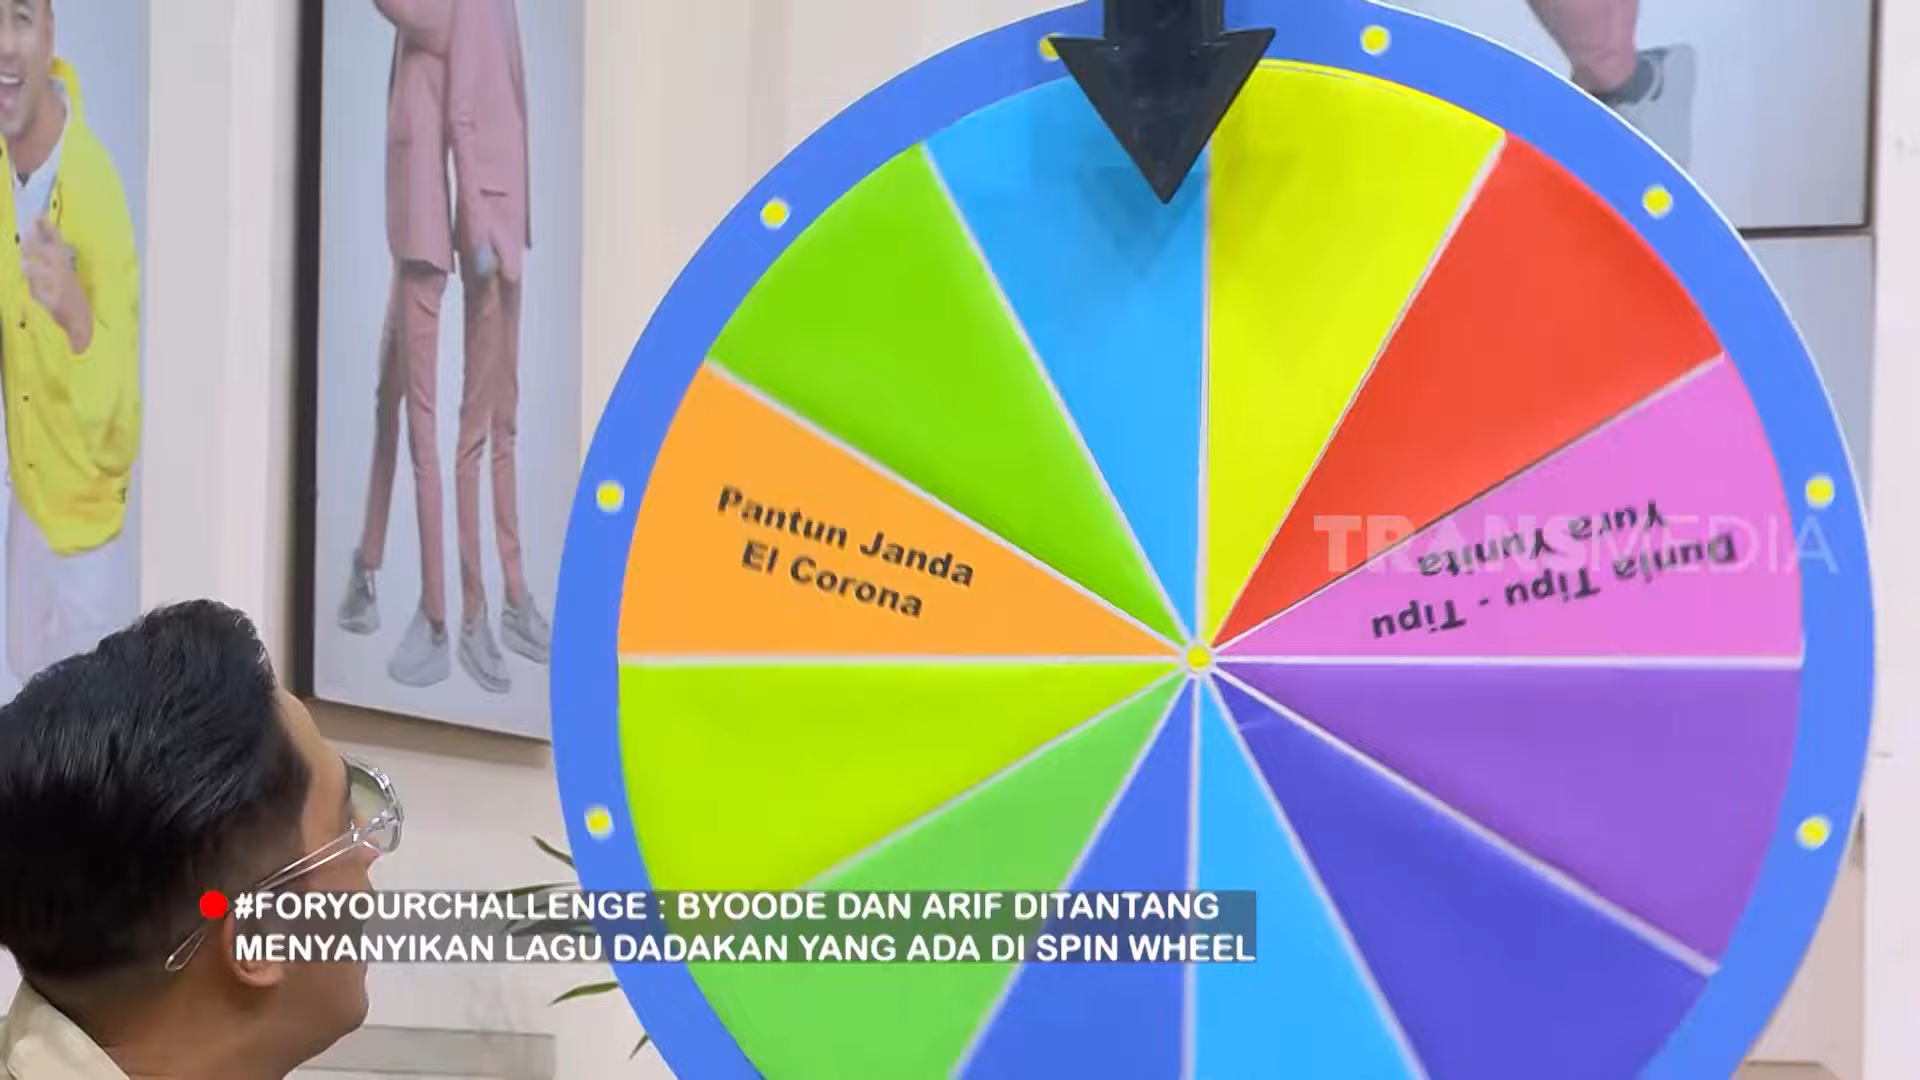 Pantun Janda
El Corona
TRANSMEDIA
Dunia Tipu - Tipu
Yura Yunita
#FORYOURCHALLENGE : BYOODE DAN ARIF DITANTANG
MENYANYIKAN LAGU DADAKAN YANG ADA DI SPIN WHEEL